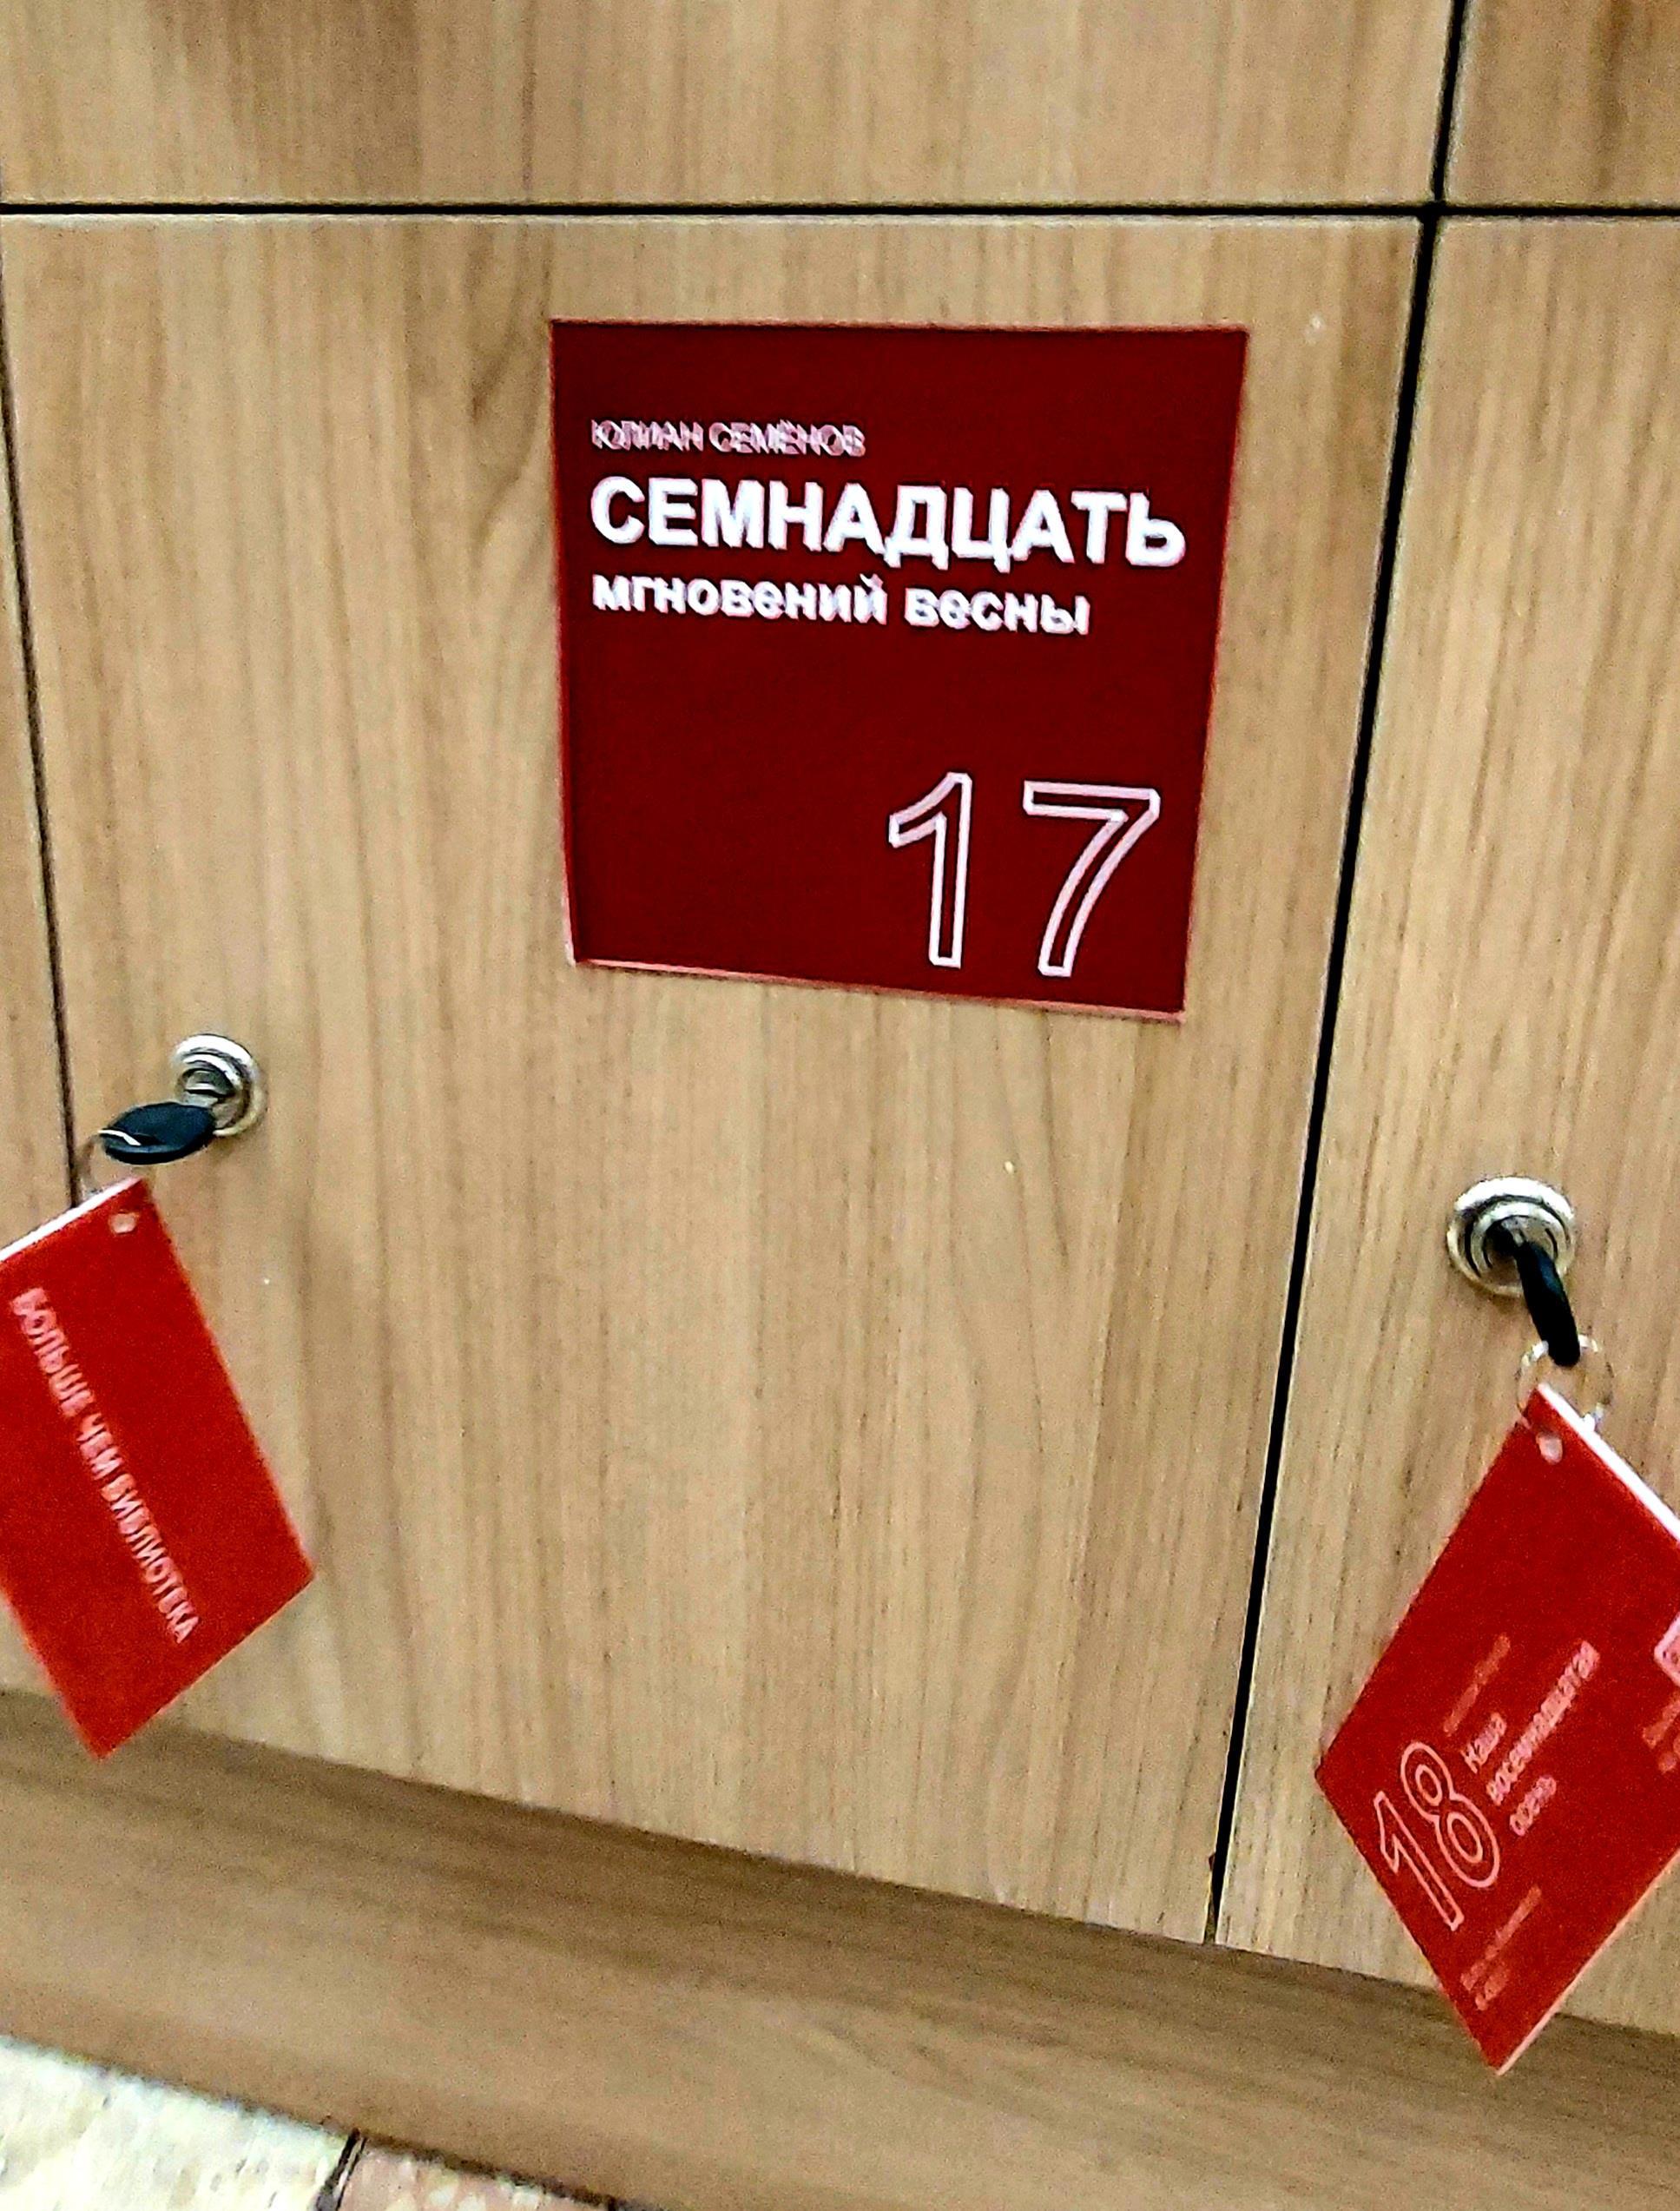 ЮЛИАН СЕМЁНОВ
СЕМНАДЦАТЬ
мгновений весны
17
БОЛЬШЕ ЧЕМ БИБЛИОТЕКА
18
Наша
восемнадцатая
осень